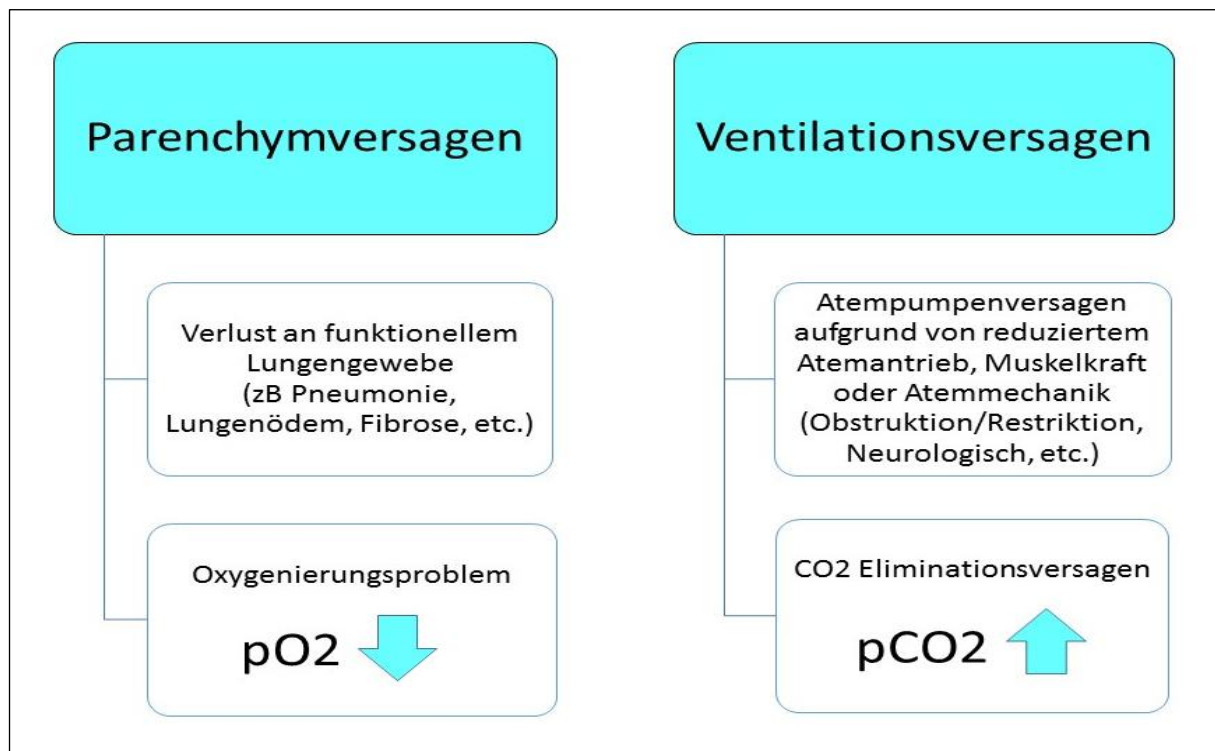 Parenchymversagen
Verlust an funktionellem
Lungengewebe
(zB Pneumonie,
Lungenödem, Fibrose, etc.)
Oxygenierungsproblem
pO2
Ventilationsversagen
Atempumpenversagen
aufgrund von reduziertem
Atemantrieb, Muskelkraft
oder Atemmechanik
(Obstruktion/Restriktion,
Neurologisch, etc.)
CO2 Eliminationsversagen
pCO2